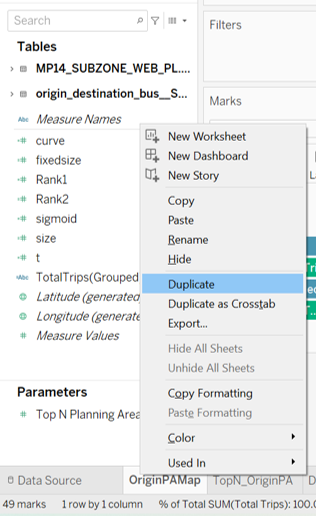 Search
Filters
Tables
MP14_SUBZONE_WEB_PL...
origin_destination_bus__S...
Marks
Abc Measure Names
curve
fixedsize
Rank1
Rank2
sigmoid
size
t
Abc TotalTrips(Grouped
Latitude (generated
Longitude (generate
Measure Values
New Worksheet
New Dashboard
New Story
Copy
Paste
Rename
Hide
Duplicate
Duplicate as Crosstab
Export...
Hide All Sheets
Unhide All Sheets
Copy Formatting
Paste Formatting
Color
Used In
Parameters
Top N Planning Area
Data Source
OriginPAMap
TopN_OriginPA
D
49 marks
1 row by 1 column
% of Total SUM(Total Trips): 100.0